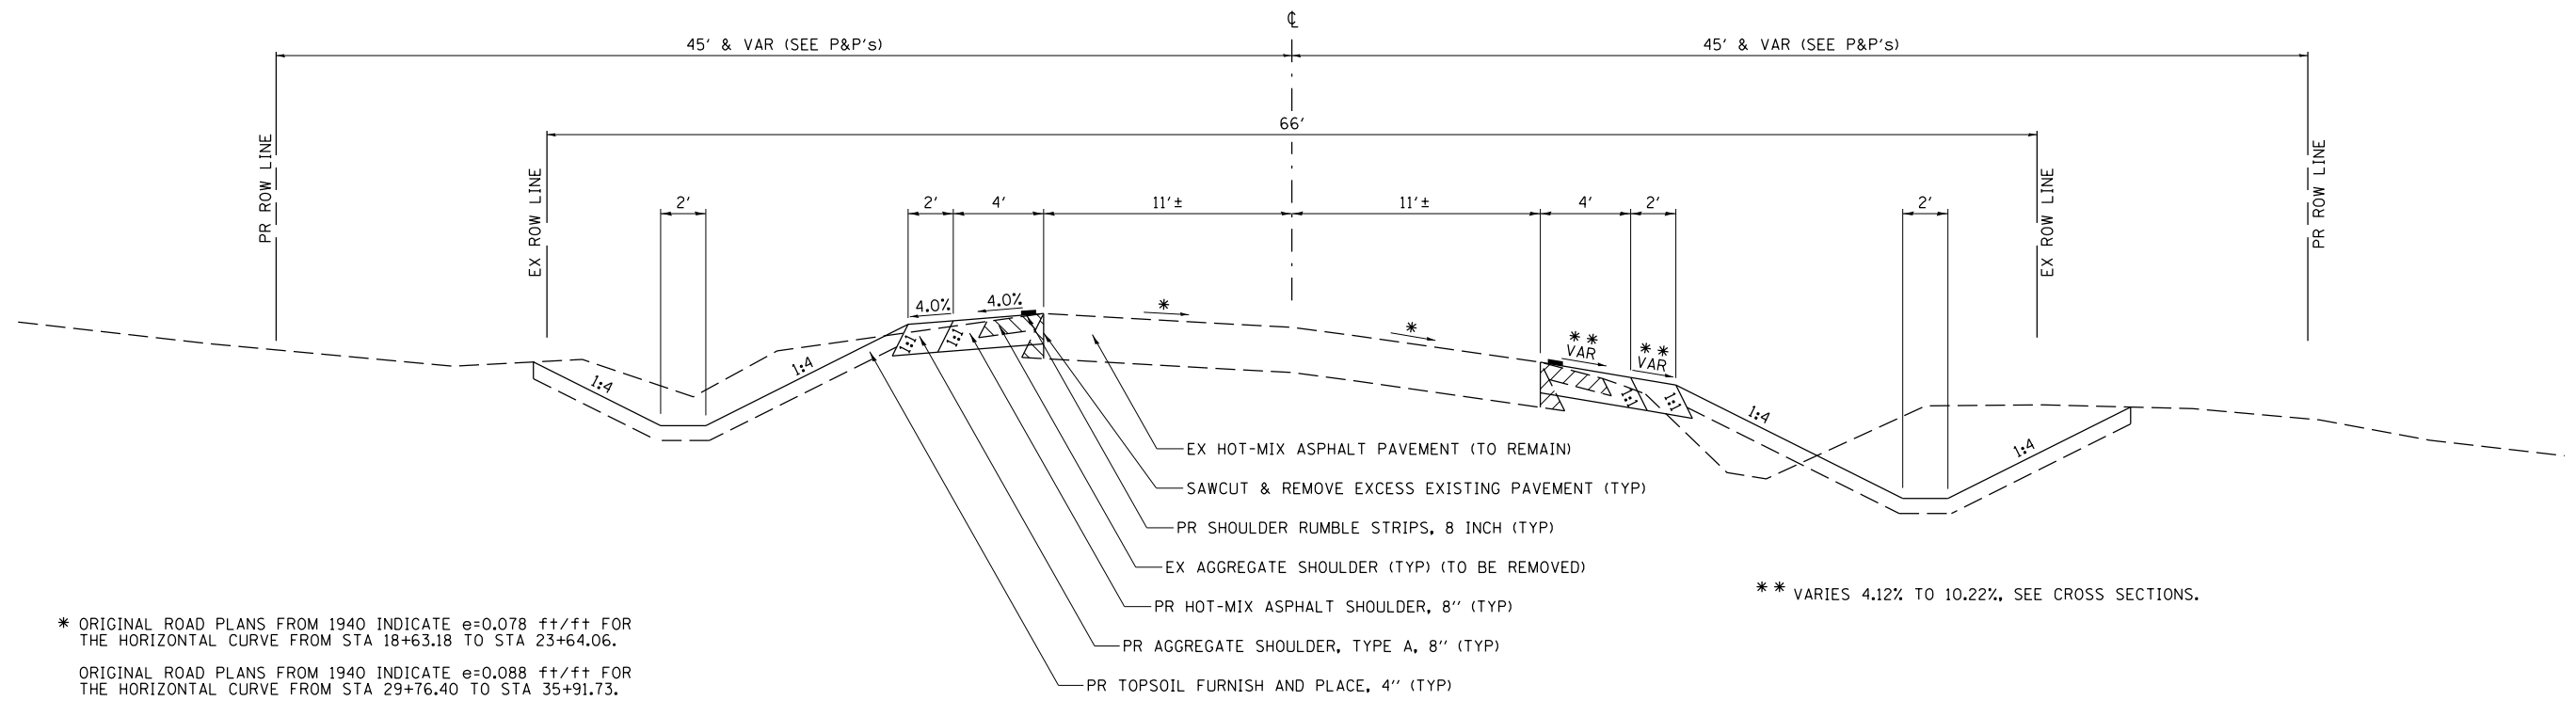 ℄
45' & VAR (SEE P&P's)
45' & VAR (SEE P&P's)
66'
PR ROW LINE
EX ROW LINE
EX ROW LINE
PR ROW LINE
2'
2'
4'
11'±
11'±
4'
2'
2'
4.0%
4.0%
*
*
* *
VAR
* *
VAR
1:4
1:4
1:1
1:1
1:1
1:1
1:4
1:4
EX HOT-MIX ASPHALT PAVEMENT (TO REMAIN)
SAWCUT & REMOVE EXCESS EXISTING PAVEMENT (TYP)
PR SHOULDER RUMBLE STRIPS, 8 INCH (TYP)
EX AGGREGATE SHOULDER (TYP) (TO BE REMOVED)
PR HOT-MIX ASPHALT SHOULDER, 8'' (TYP)
PR AGGREGATE SHOULDER, TYPE A, 8'' (TYP)
PR TOPSOIL FURNISH AND PLACE, 4'' (TYP)
* * VARIES 4.12% TO 10.22%, SEE CROSS SECTIONS.
* ORIGINAL ROAD PLANS FROM 1940 INDICATE e=0.078 ft/ft FOR
THE HORIZONTAL CURVE FROM STA 18+63.18 TO STA 23+64.06.
ORIGINAL ROAD PLANS FROM 1940 INDICATE e=0.088 ft/ft FOR
THE HORIZONTAL CURVE FROM STA 29+76.40 TO STA 35+91.73.